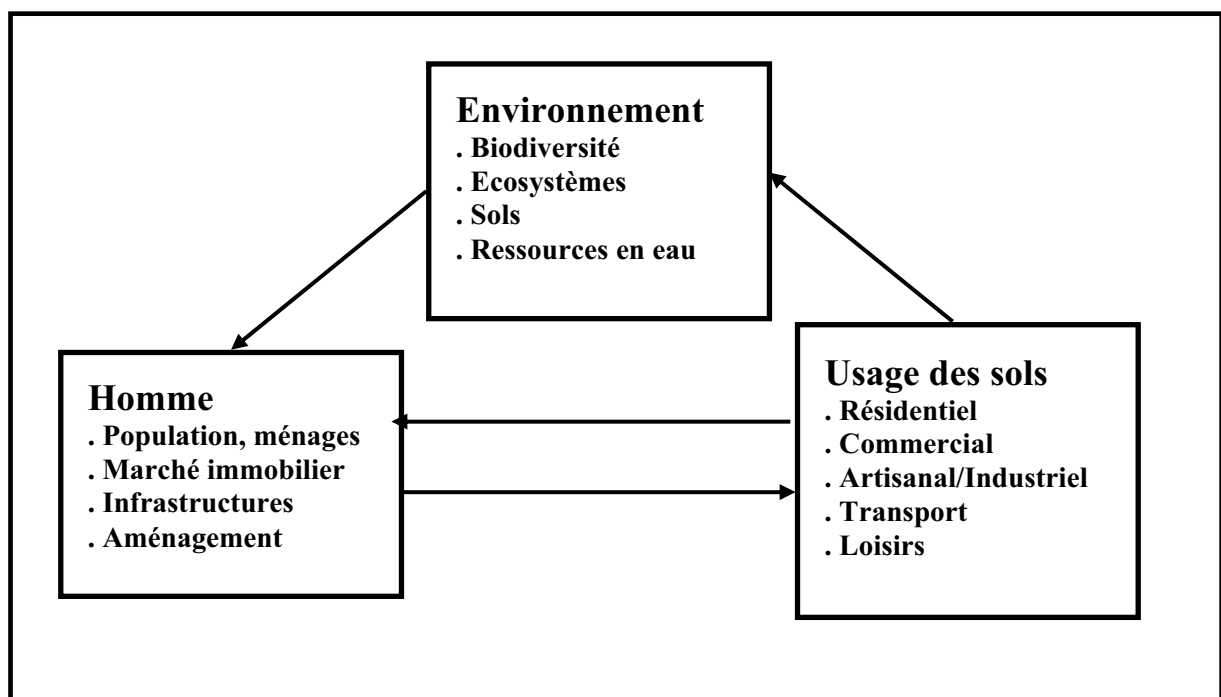 Environnement
. Biodiversité
. Ecosystèmes
. Sols
. Ressources en eau
Homme
. Population, ménages
. Marché immobilier
. Infrastructures
. Aménagement
Usage des sols
. Résidentiel
. Commercial
. Artisanal/Industriel
. Transport
. Loisirs